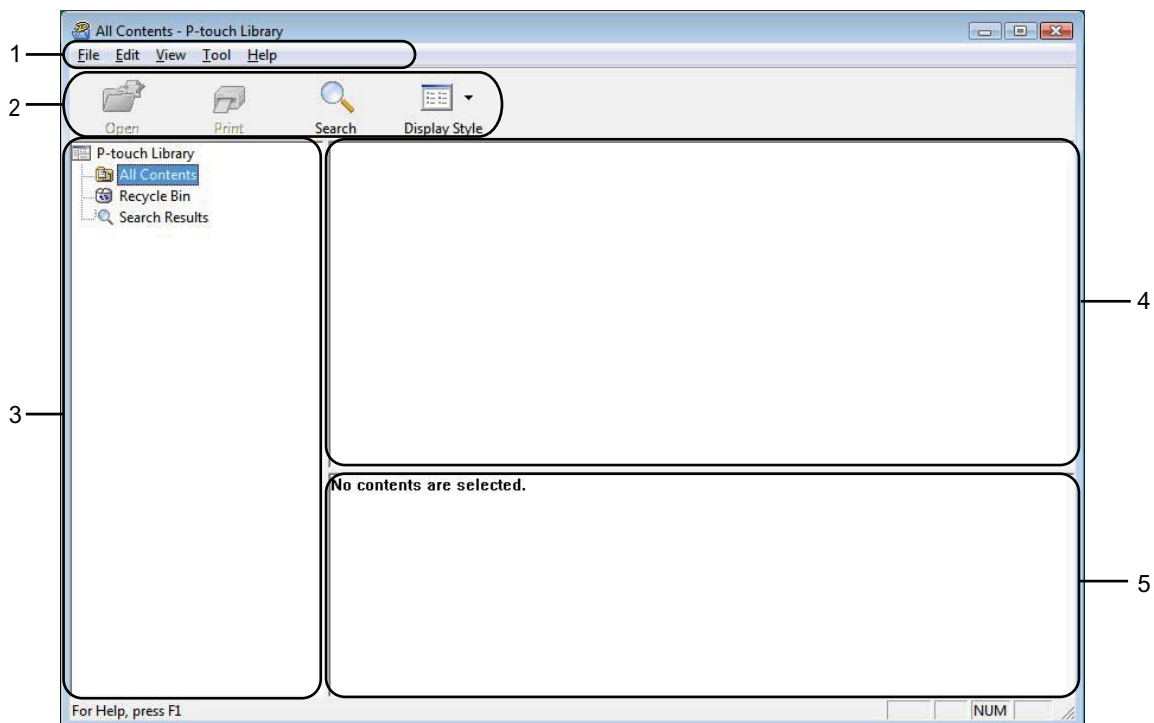 All Contents - P-touch Library
1
File Edit View Tool Help
2
Open Print Search Display Style
P-touch Library
All Contents
Recycle Bin
Search Results
4
3
No contents are selected.
5
For Help, press F1 NUM